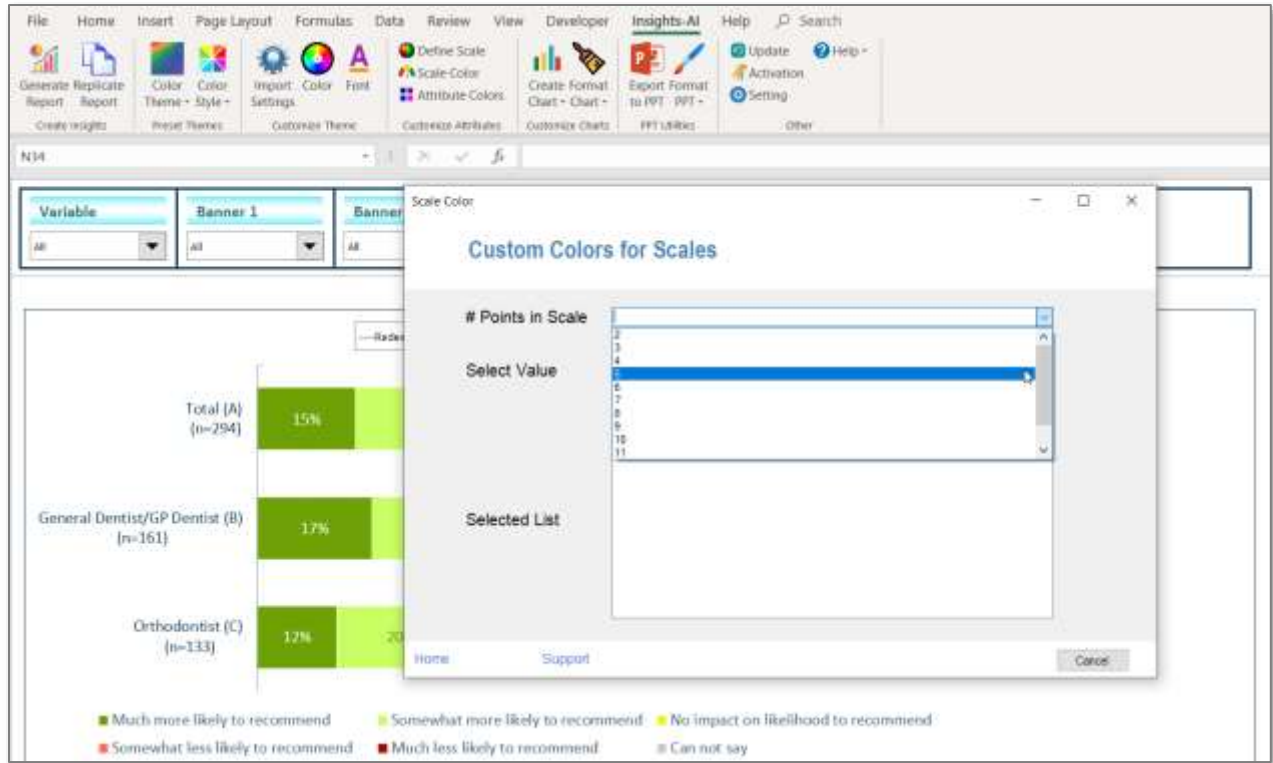 File Home Insert Page Layout Formulas Data Review View Developer Insights-AI Help Search
Define Scale Update Help
Scale-Color Activation
Attribute Colors Setting
Generate Replicate Color Color Import Color Font Create Format Export Format
Report Report Theme Style Settings Chart Chart to PPT PPT
Create Insights Preset Themes Customize Theme Customize Attributes Customize Charts PPT Utilities Other
N34 fx
Variable Banner 1 Banner
All All All
Scale Color
Custom Colors for Scales
# Points in Scale
2
3
4
5
6
7
8
9
10
11
Select Value
Selected List
Home Support Cancel
Total (A)
(n=294)
15%
General Dentist/GP Dentist (B)
(n=161)
17%
Orthodontist (C)
(n=133)
12% 20
Much more likely to recommend Somewhat more likely to recommend No impact on likelihood to recommend
Somewhat less likely to recommend Much less likely to recommend Can not say